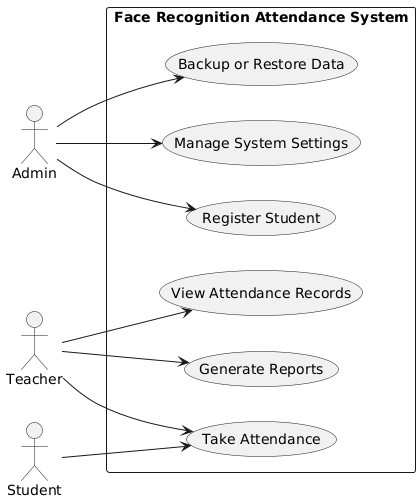 Face Recognition Attendance System
Backup or Restore Data
Manage System Settings
Admin
Register Student
View Attendance Records
Generate Reports
Teacher
Take Attendance
Student